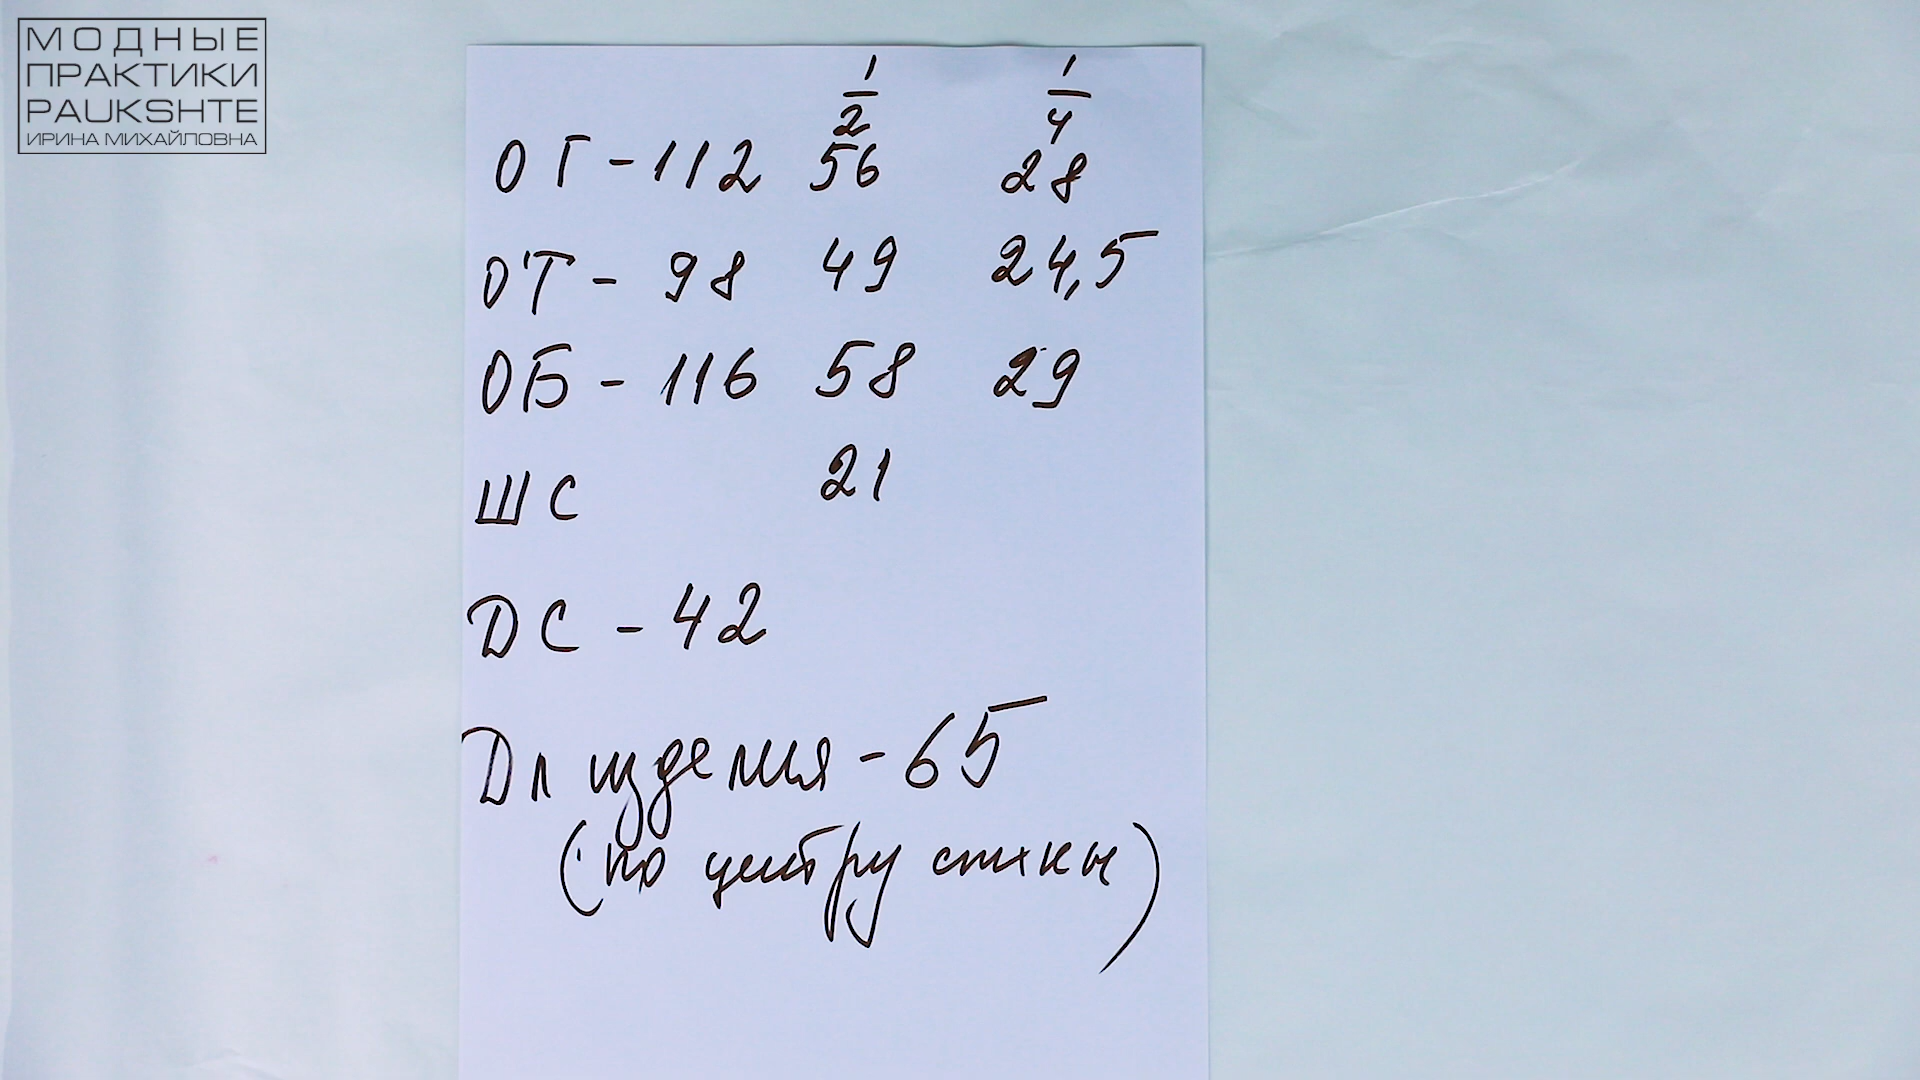 МОДНЫЕ
ПРАКТИКИ
PAUKSHTE
ИРИНА МИХАЙЛОВНА
1/2 1/4
ОГ - 112 56 28
ОТ - 98 49 24,5
ОБ - 116 58 29
ШС 21
ДС - 42
Дл изделия - 65
(по центру спинки)